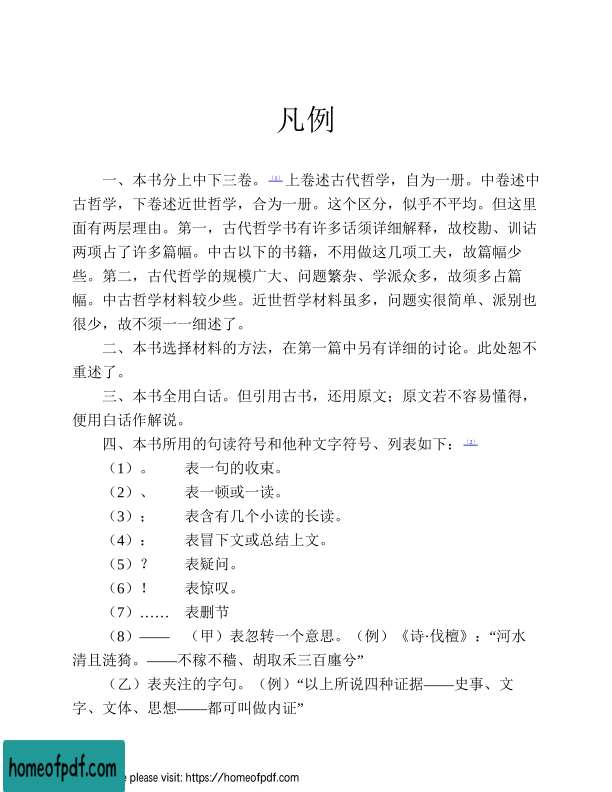 凡例
一、本书分上中下三卷。[1]上卷述古代哲学，自为一册。中卷述中
古哲学，下卷述近世哲学，合为一册。这个区分，似乎不平均。但这里
面有两层理由。第一，古代哲学书有许多话须详细解释，故校勘、训诂
两项占了许多篇幅。中古以下的书籍，不用做这几项工夫，故篇幅少
些。第二，古代哲学的规模广大、问题繁杂、学派众多，故须多占篇
幅。中古哲学材料较少些。近世哲学材料虽多，问题实很简单、派别也
很少，故不须一一细述了。
二、本书选择材料的方法，在第一篇中另有详细的讨论。此处恕不
重述了。
三、本书全用白话。但引用古书，还用原文；原文若不容易懂得，
便用白话作解说。
四、本书所用的句读符号和他种文字符号、列表如下：[2]
（1）。 表一句的收束。
（2）、 表一顿或一读。
（3）； 表含有几个小读的长读。
（4）： 表冒下文或总结上文。
（5）？ 表疑问。
（6）！ 表惊叹。
（7）…… 表删节
（8）—— （甲）表忽转一个意思。（例）《诗·伐檀》：“河水
清且涟猗。——不稼不穑、胡取禾三百廛兮”
（乙）表夹注的字句。（例）“以上所说四种证据——史事、文
字、文体、思想——都可叫做内证”
homeofpdf.com
e please visit: https://homeofpdf.com